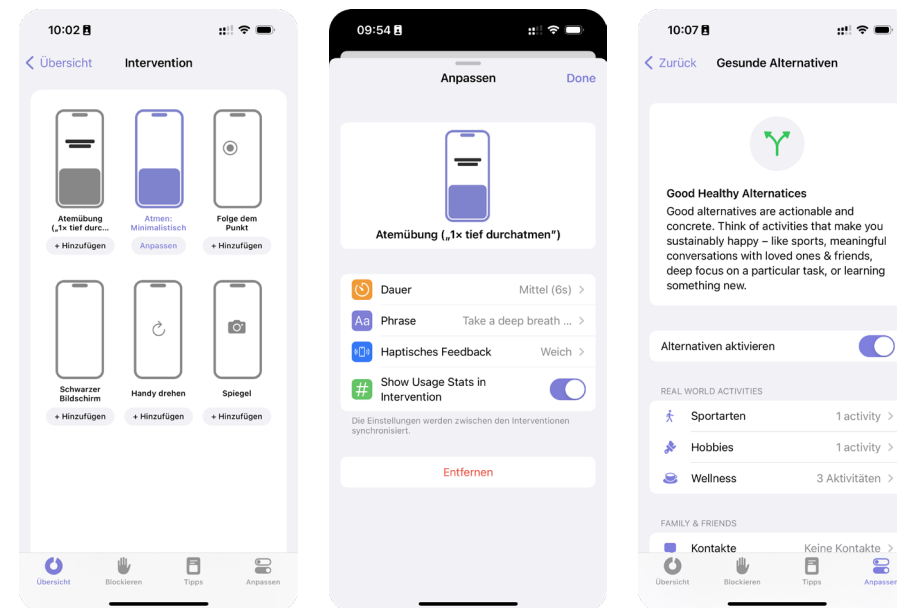 10:02
Übersicht
Intervention
Atemübung
(„1× tief durc...
+ Hinzufügen
Atmen:
Minimalistisch
Anpassen
Folge dem
Punkt
+ Hinzufügen
Schwarzer
Bildschirm
+ Hinzufügen
Handy drehen
+ Hinzufügen
Spiegel
+ Hinzufügen
Übersicht
Blockieren
Tipps
Anpassen
09:54
Anpassen
Done
Atemübung („1× tief durchatmen")
Dauer
Mittel (6s)
Aa
Phrase
Take a deep breath ...
Haptisches Feedback
Weich
#
Show Usage Stats in
Intervention
Die Einstellungen werden zwischen den Interventionen
synchronisiert.
Entfernen
10:07
Zurück
Gesunde Alternativen
Good Healthy Alternatices
Good alternatives are actionable and
concrete. Think of activities that make you
sustainably happy – like sports, meaningful
conversations with loved ones & friends,
deep focus on a particular task, or learning
something new.
Alternativen aktivieren
REAL WORLD ACTIVITIES
Sportarten
1 activity
Hobbies
1 activity
Wellness
3 Aktivitäten
FAMILY & FRIENDS
Kontakte
Keine Kontakte
Übersicht
Blockieren
Tipps
Anpassen